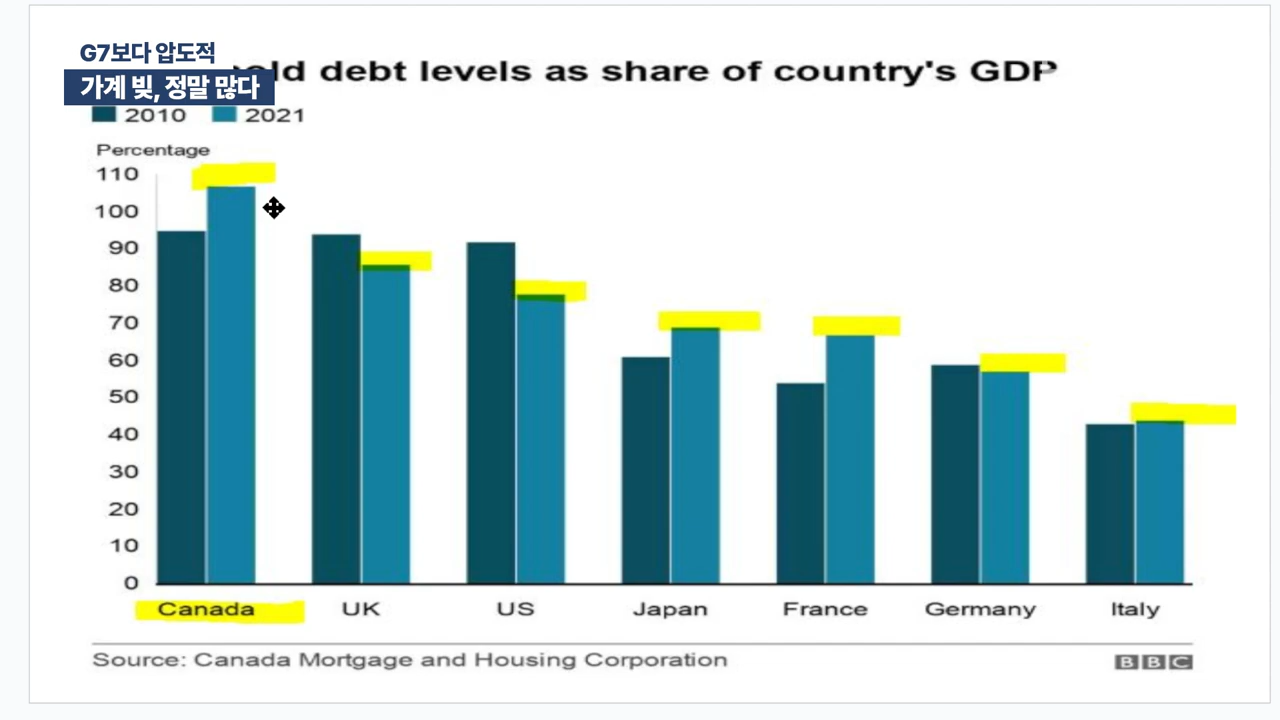 G7보다 압도적
가계 빚, 정말 많다
debt levels as share of country's GDP
2010 2021
Percentage
110
100
90
80
70
60
50
40
30
20
10
0
Canada UK US Japan France Germany Italy
Source: Canada Mortgage and Housing Corporation
BBC